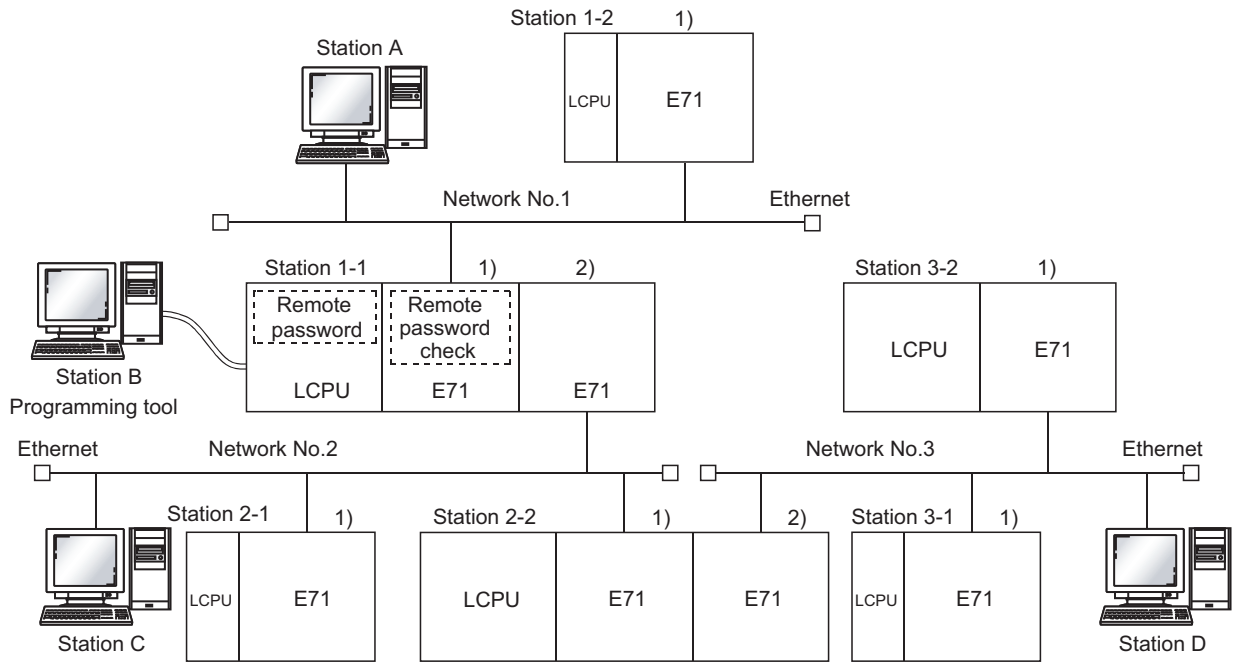 Station 1-2 1)
Station A
LCPU E71
Network No.1 Ethernet
Station 1-1 1) 2)
Station 3-2 1)
Remote password
Remote password check
LCPU E71 E71
LCPU E71
Station B
Programming tool
Ethernet Network No.2
Network No.3 Ethernet
Station 2-1 1)
Station 2-2 1) 2)
Station 3-1 1)
LCPU E71
LCPU E71 E71
LCPU E71
Station C
Station D